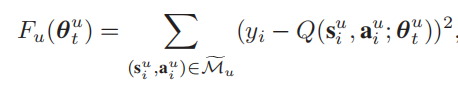 $F_u(\boldsymbol{\theta}_t^u) = \sum_{(\mathbf{s}_i^u, \mathbf{a}_i^u) \in \widetilde{\mathcal{M}}_u} (y_i - Q(\mathbf{s}_i^u, \mathbf{a}_i^u; \boldsymbol{\theta}_t^u))^2,$